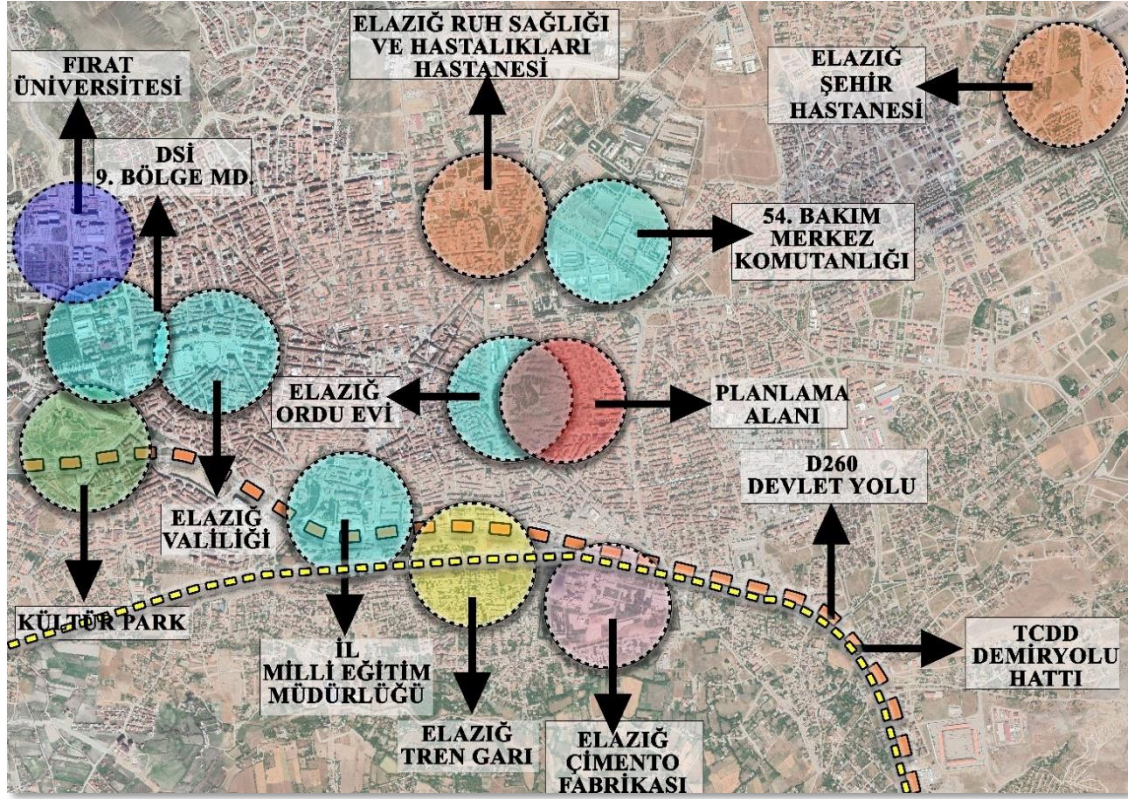 ELAZIĞ RUH SAĞLIĞI
VE HASTALIKLARI
HASTANESİ
ELAZIĞ
ŞEHİR
HASTANESİ
FIRAT
ÜNİVERSİTESİ
DSİ
9. BÖLGE MD.
54. BAKIM
MERKEZ
KOMUTANLIĞI
ELAZIĞ
ORDU EVİ
PLANLAMA
ALANI
D260
DEVLET YOLU
ELAZIĞ
VALİLİĞİ
KÜLTÜR PARK
İL
MİLLİ EĞİTİM
MÜDÜRLÜĞÜ
TCDD
DEMİRYOLU
HATTI
ELAZIĞ
TREN GARI
ELAZIĞ
ÇİMENTO
FABRİKASI